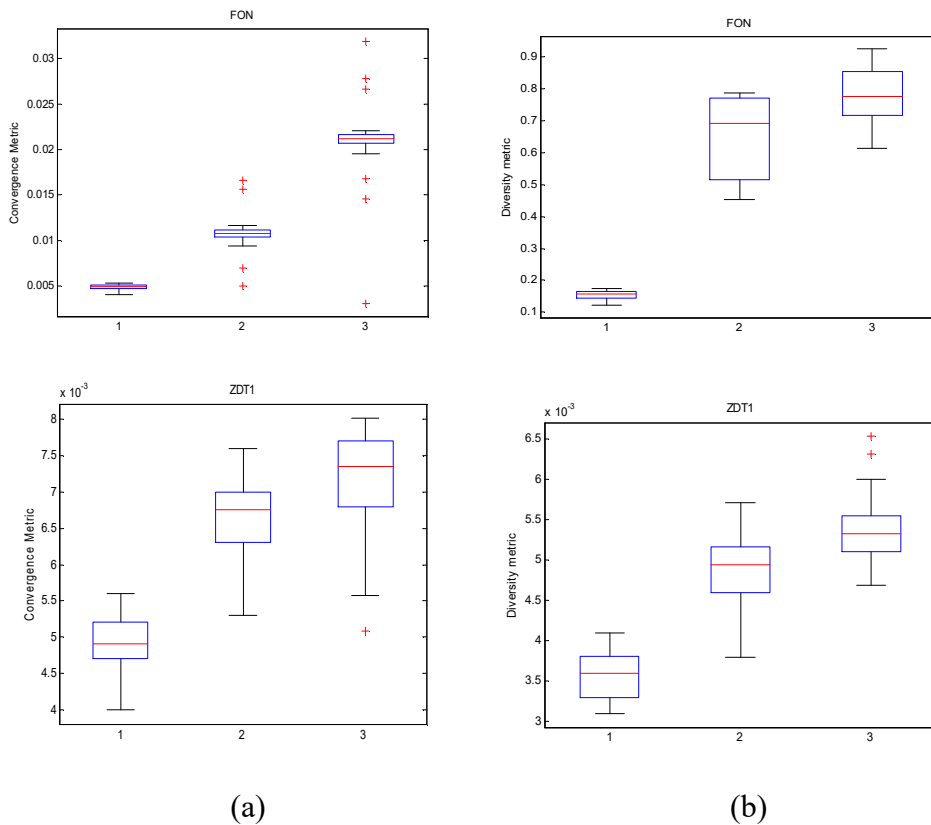 FON
Convergence Metric
0.03
0.025
0.02
0.015
0.01
0.005
1 2 3
FON
Diversity metric
0.9
0.8
0.7
0.6
0.5
0.4
0.3
0.2
0.1
1 2 3
x 10⁻³
ZDT1
Convergence Metric
8
7.5
7
6.5
6
5.5
5
4.5
4
1 2 3
x 10⁻³
ZDT1
Diversity metric
6.5
6
5.5
5
4.5
4
3.5
3
1 2 3
(a)
(b)